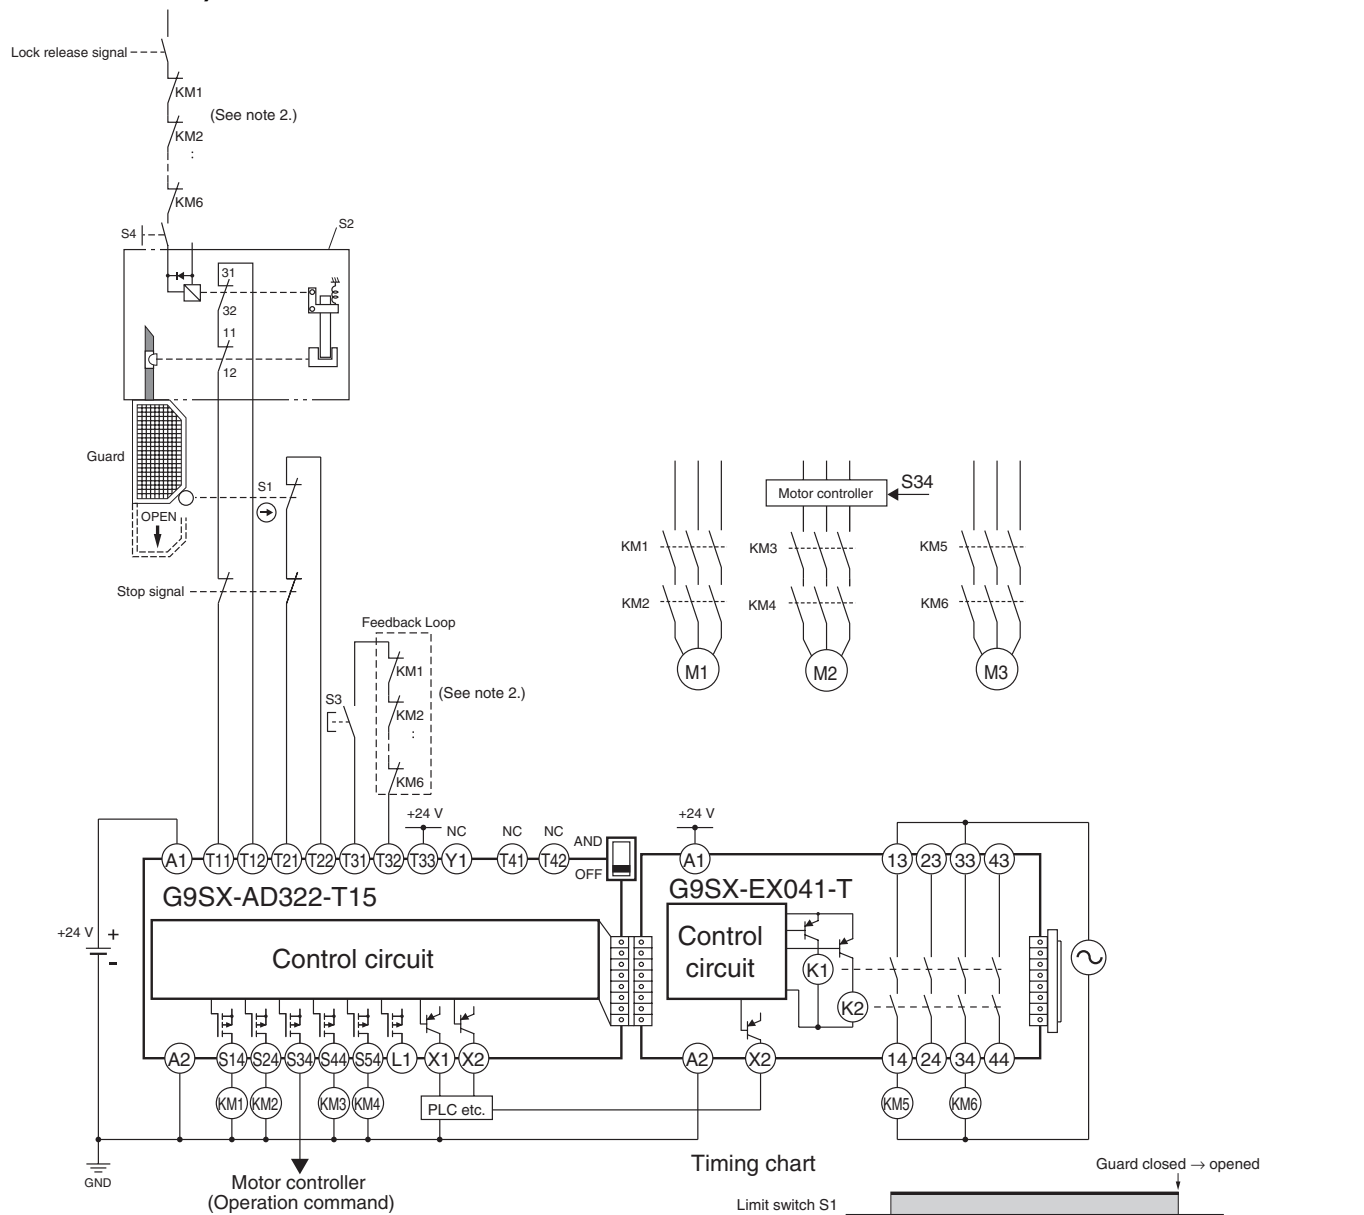 Lock release signal
KM1
(See note 2.)
KM2
:
KM6
S4
S2
31
32
11
12
Guard
S1
OPEN
Stop signal
Motor controller
S34
KM1
KM3
KM5
KM2
KM4
KM6
M1
M2
M3
Feedback Loop
KM1
S3
(See note 2.)
KM2
:
KM6
+24 V
NC
NC
NC
AND
OFF
+24 V
A1
T11
T12
T21
T22
T31
T32
T33
Y1
T41
T42
A1
13
23
33
43
G9SX-AD322-T15
G9SX-EX041-T
Control circuit
Control
circuit
K1
K2
+24 V
+
-
A2
S14
S24
S34
S44
S54
L1
X1
X2
A2
X2
14
24
34
44
KM1
KM2
KM3
KM4
PLC etc.
KM5
KM6
GND
Motor controller
(Operation command)
Timing chart
Guard closed → opened
Limit switch S1